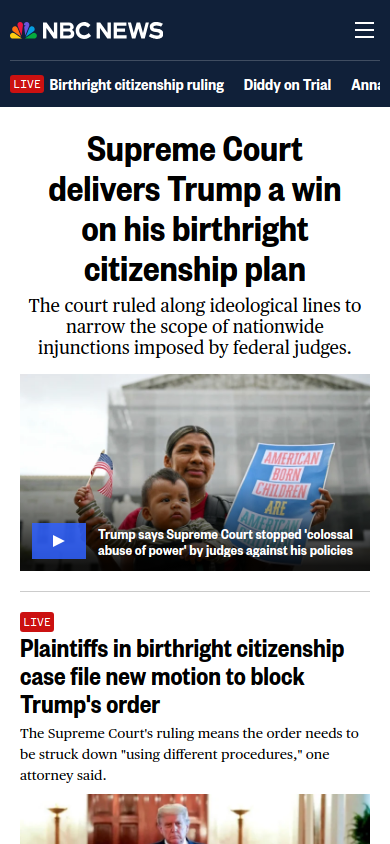 NBC NEWS
LIVE Birthright citizenship ruling Diddy on Trial Anna
Supreme Court
delivers Trump a win
on his birthright
citizenship plan
The court ruled along ideological lines to
narrow the scope of nationwide
injunctions imposed by federal judges.
AMERICAN
BORN
CHILDREN
ARE
AMERICAN
Trump says Supreme Court stopped 'colossal
abuse of power' by judges against his policies
LIVE
Plaintiffs in birthright citizenship
case file new motion to block
Trump's order
The Supreme Court's ruling means the order needs to
be struck down "using different procedures," one
attorney said.